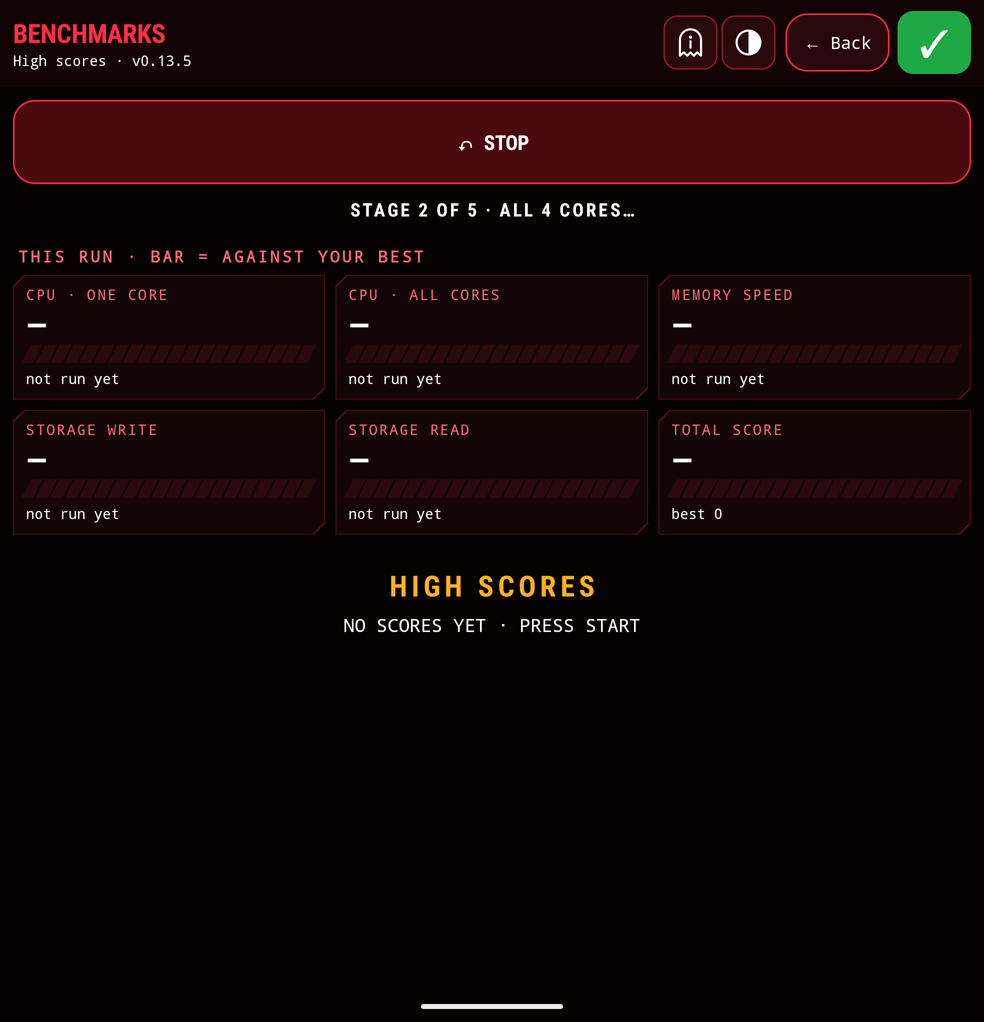 BENCHMARKS
High scores · v0.13.5
← Back
✓
↶ STOP
STAGE 2 OF 5 · ALL 4 CORES…
THIS RUN · BAR = AGAINST YOUR BEST
CPU · ONE CORE
—
not run yet
CPU · ALL CORES
—
not run yet
MEMORY SPEED
—
not run yet
STORAGE WRITE
—
not run yet
STORAGE READ
—
not run yet
TOTAL SCORE
—
best 0
HIGH SCORES
NO SCORES YET · PRESS START